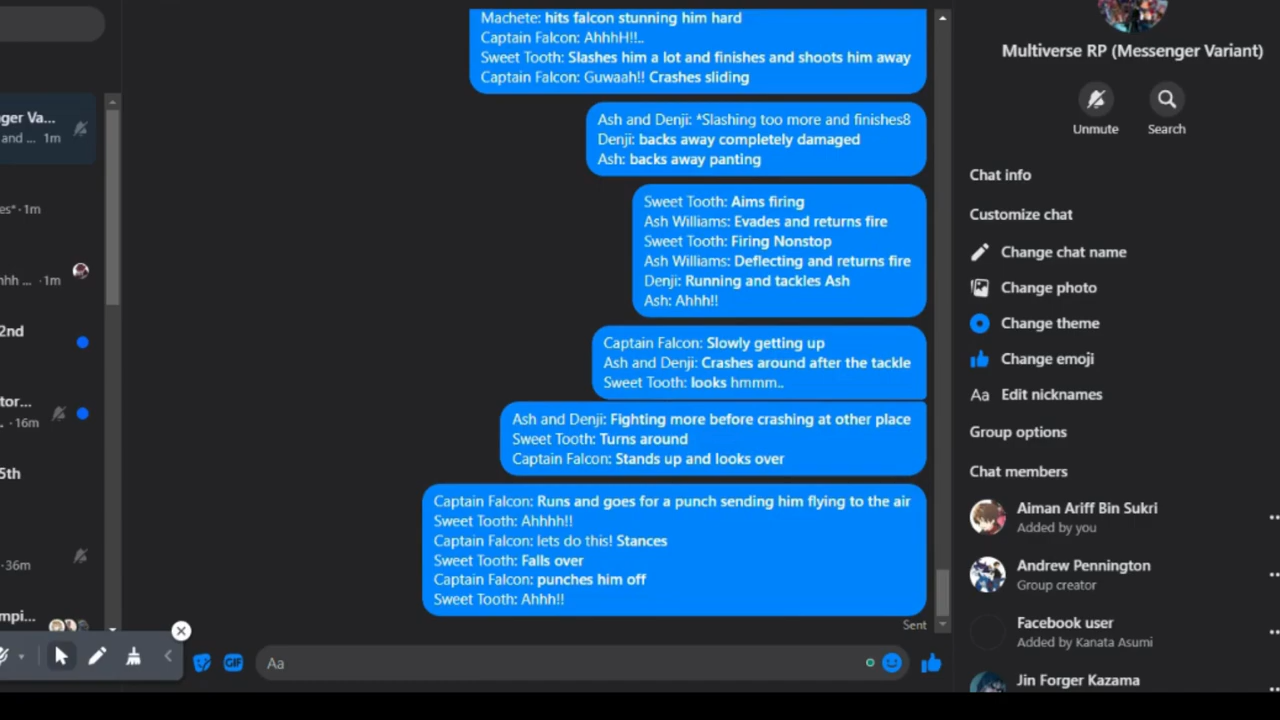 ger Va...
and ... 1m
es* · 1m
hhh ... · 1m
2nd
tor...
. · 16m
5th
· 36m
mpi...
Machete: hits falcon stunning him hard
Captain Falcon: AhhhH!!..
Sweet Tooth: Slashes him a lot and finishes and shoots him away
Captain Falcon: Guwaah!! Crashes sliding
Ash and Denji: *Slashing too more and finishes8
Denji: backs away completely damaged
Ash: backs away panting
Sweet Tooth: Aims firing
Ash Williams: Evades and returns fire
Sweet Tooth: Firing Nonstop
Ash Williams: Deflecting and returns fire
Denji: Running and tackles Ash
Ash: Ahhh!!
Captain Falcon: Slowly getting up
Ash and Denji: Crashes around after the tackle
Sweet Tooth: looks hmmm..
Ash and Denji: Fighting more before crashing at other place
Sweet Tooth: Turns around
Captain Falcon: Stands up and looks over
Captain Falcon: Runs and goes for a punch sending him flying to the air
Sweet Tooth: Ahhhh!!
Captain Falcon: lets do this! Stances
Sweet Tooth: Falls over
Captain Falcon: punches him off
Sweet Tooth: Ahhh!!
Sent
GIF
Aa
Multiverse RP (Messenger Variant)
Unmute
Search
Chat info
Customize chat
Change chat name
Change photo
Change theme
Change emoji
Aa Edit nicknames
Group options
Chat members
Aiman Ariff Bin Sukri
Added by you
Andrew Pennington
Group creator
Facebook user
Added by Kanata Asumi
Jin Forger Kazama